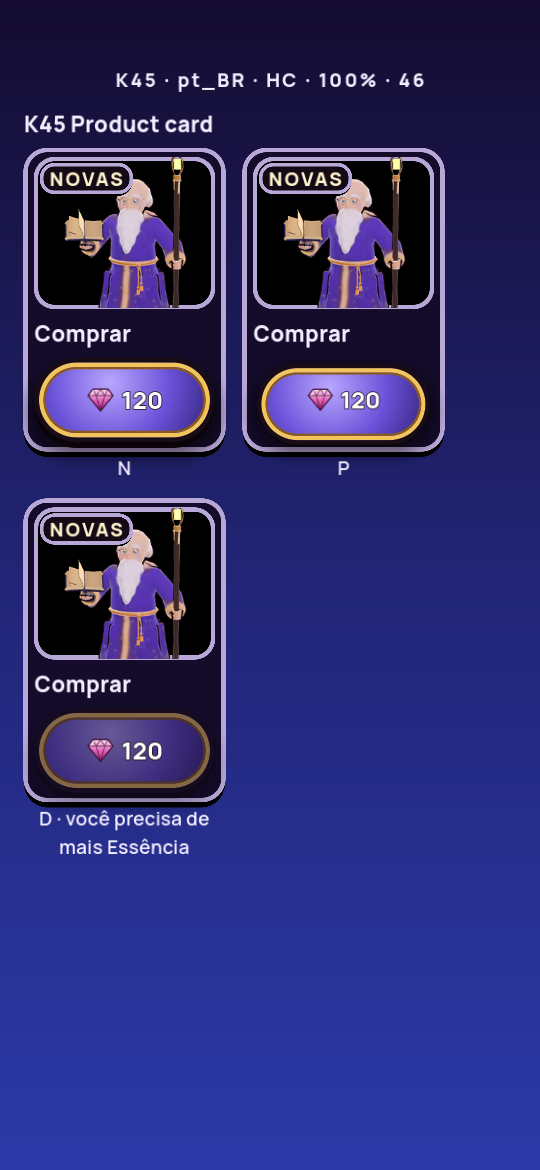 K45 · pt_BR · HC · 100% · 46
K45 Product card
NOVAS
NOVAS
Comprar
Comprar
120
120
N
P
NOVAS
Comprar
120
D · você precisa de
mais Essência